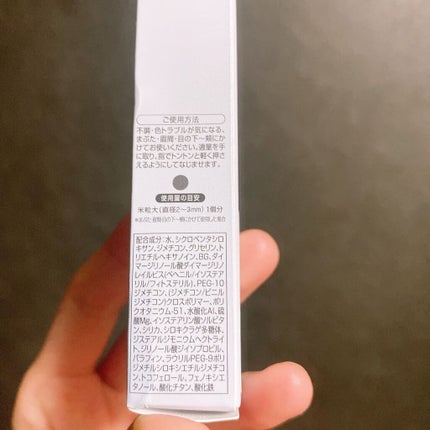 ご使用方法
不調・色トラブルが気になる、
まぶた・眉間・目の下〜頬にか
けてお使いください。適量を手
に取り、指でトントンと軽く押さ
えるようにしてなじませます。
使用量の目安
米粒大(直径2〜3mm)1個分
配合成分:水、シクロペンタシロ
キサン、ジメチコン、グリセリン、ト
リエチルヘキサノイン、BG、ダイ
マージリノール酸ダイマージリノ
レイルビス(ベヘニル/イソステア
リル/フィトステリル)、PEG-10
ジメチコン、(ジメチコン/ビニル
ジメチコン)クロスポリマー、ポリ
クオタニウム-51、水酸化Al、硫
酸Mg、イソステアリン酸ソルビタ
ン、シリカ、シロキクラゲ多糖体、
ジステアルジモニウムヘクトライ
ト、ジリノール酸ジイソプロピル、
パラフィン、ラウリルPEG-9ポリ
ジメチルシロキシエチルジメチコ
ン、トコフェロール、フェノキシエ
タノール、酸化チタン、酸化鉄